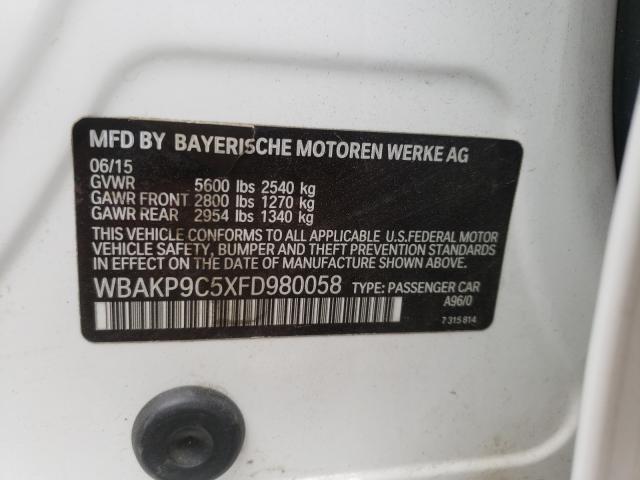 MFD BY BAYERISCHE MOTOREN WERKE AG
06/15
GVWR 5600 lbs 2540 kg
GAWR FRONT 2800 lbs 1270 kg
GAWR REAR 2954 lbs 1340 kg
THIS VEHICLE CONFORMS TO ALL APPLICABLE U.S.FEDERAL MOTOR
VEHICLE SAFETY, BUMPER AND THEFT PREVENTION STANDARDS
IN EFFECT ON THE DATE OF MANUFACTURE SHOWN ABOVE.
WBAKP9C5XFD980058 TYPE: PASSENGER CAR
A96/0
7 315 814